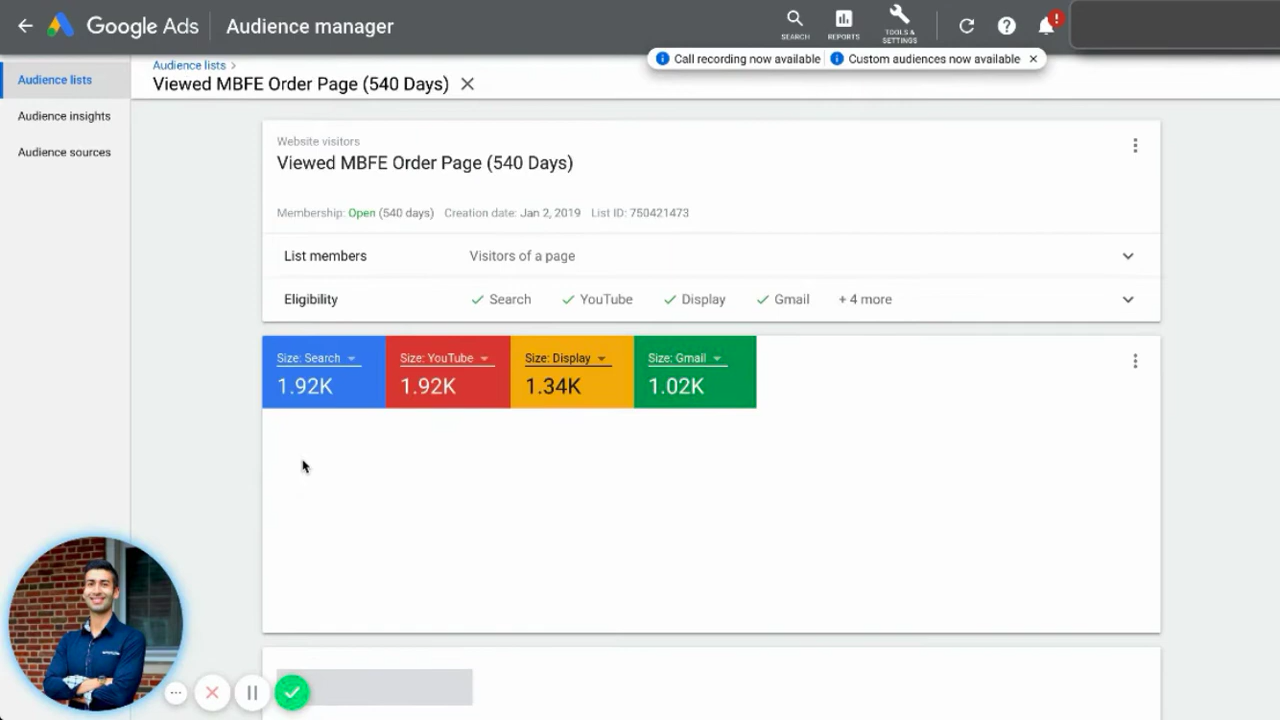 Google Ads Audience manager
SEARCH REPORTS TOOLS & SETTINGS !
Call recording now available Custom audiences now available
Audience lists
Audience insights
Audience sources
Audience lists >
Viewed MBFE Order Page (540 Days)
Website visitors
Viewed MBFE Order Page (540 Days)
Membership: Open (540 days) Creation date: Jan 2, 2019 List ID: 750421473
List members Visitors of a page
Eligibility Search YouTube Display Gmail + 4 more
Size: Search Size: YouTube Size: Display Size: Gmail
1.92K 1.92K 1.34K 1.02K